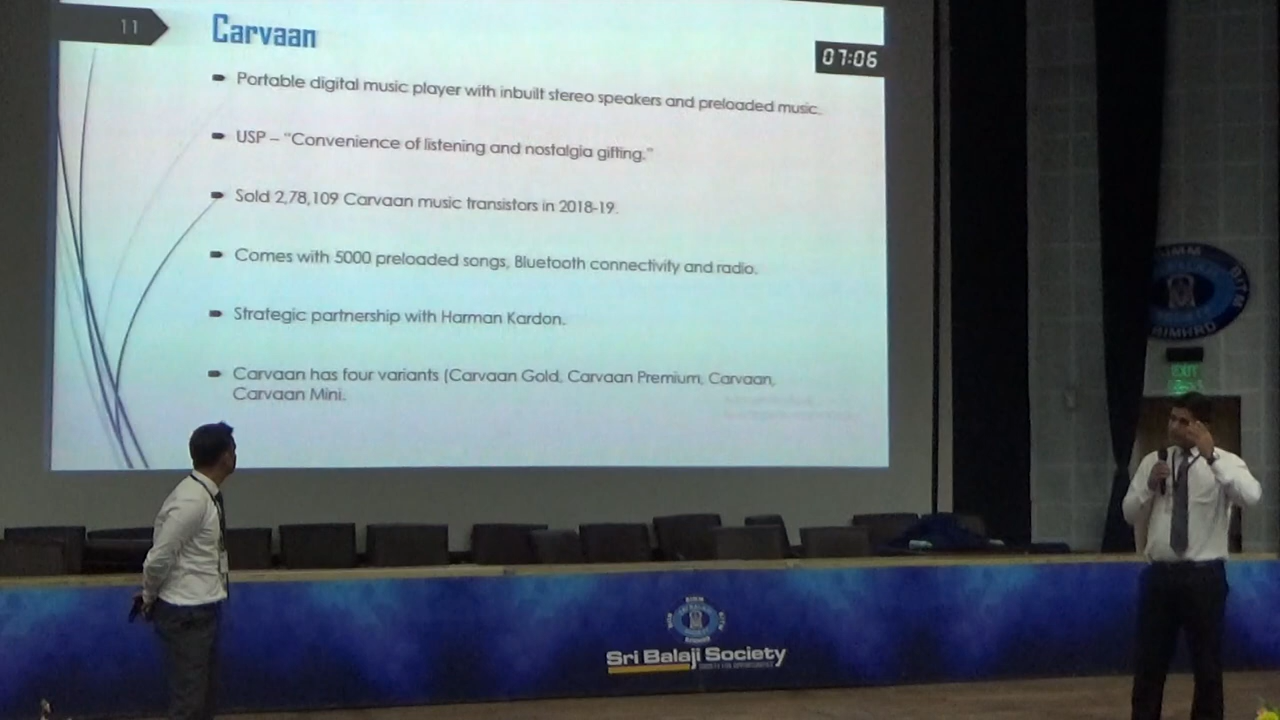 11
Carvaan
07:06
Portable digital music player with inbuilt stereo speakers and preloaded music.
USP – "Convenience of listening and nostalgia gifting."
Sold 2,78,109 Carvaan music transistors in 2018-19.
Comes with 5000 preloaded songs, Bluetooth connectivity and radio.
Strategic partnership with Harman Kardon.
Carvaan has four variants (Carvaan Gold, Carvaan Premium, Carvaan,
Carvaan Mini.
BITM
BIMHRD
EXIT
Sri Balaji Society